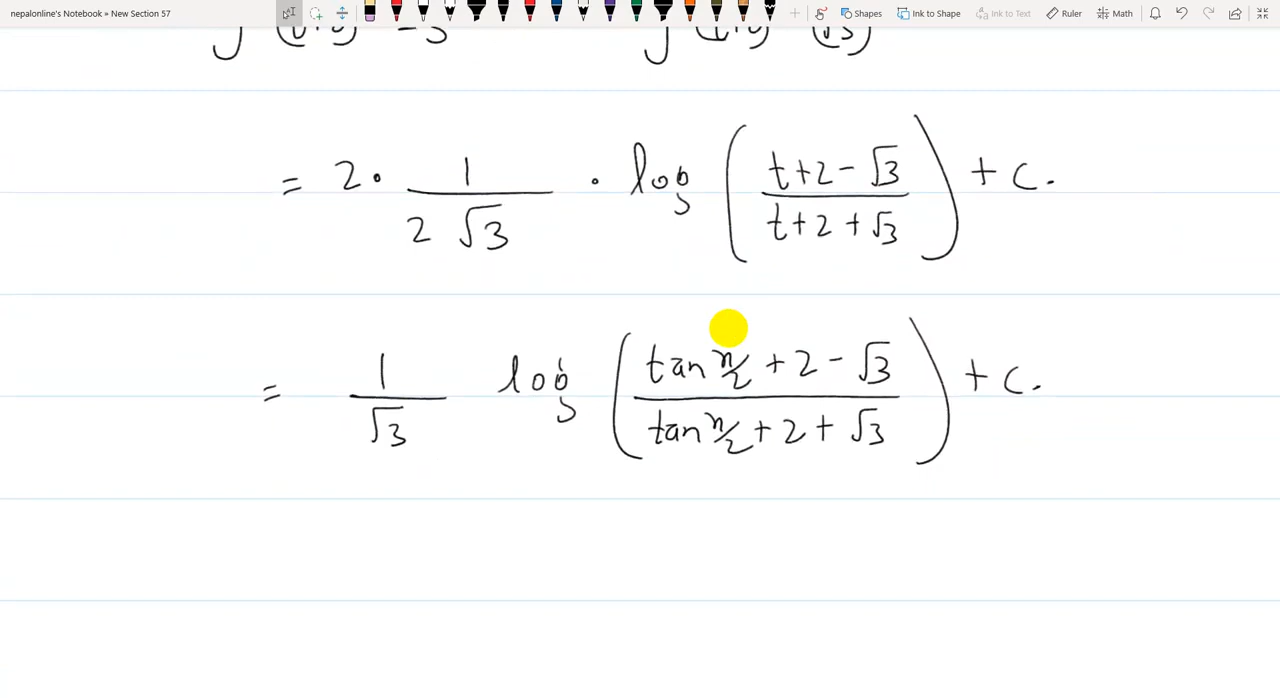 nepalonline's Notebook » New Section 57
Shapes Ink to Shape Ink to Text Ruler Math
= 2 · 1/(2√3) · log ((t+2-√3)/(t+2+√3)) + c.
= 1/√3 log ((tan x/2 + 2 - √3)/(tan x/2 + 2 + √3)) + c.